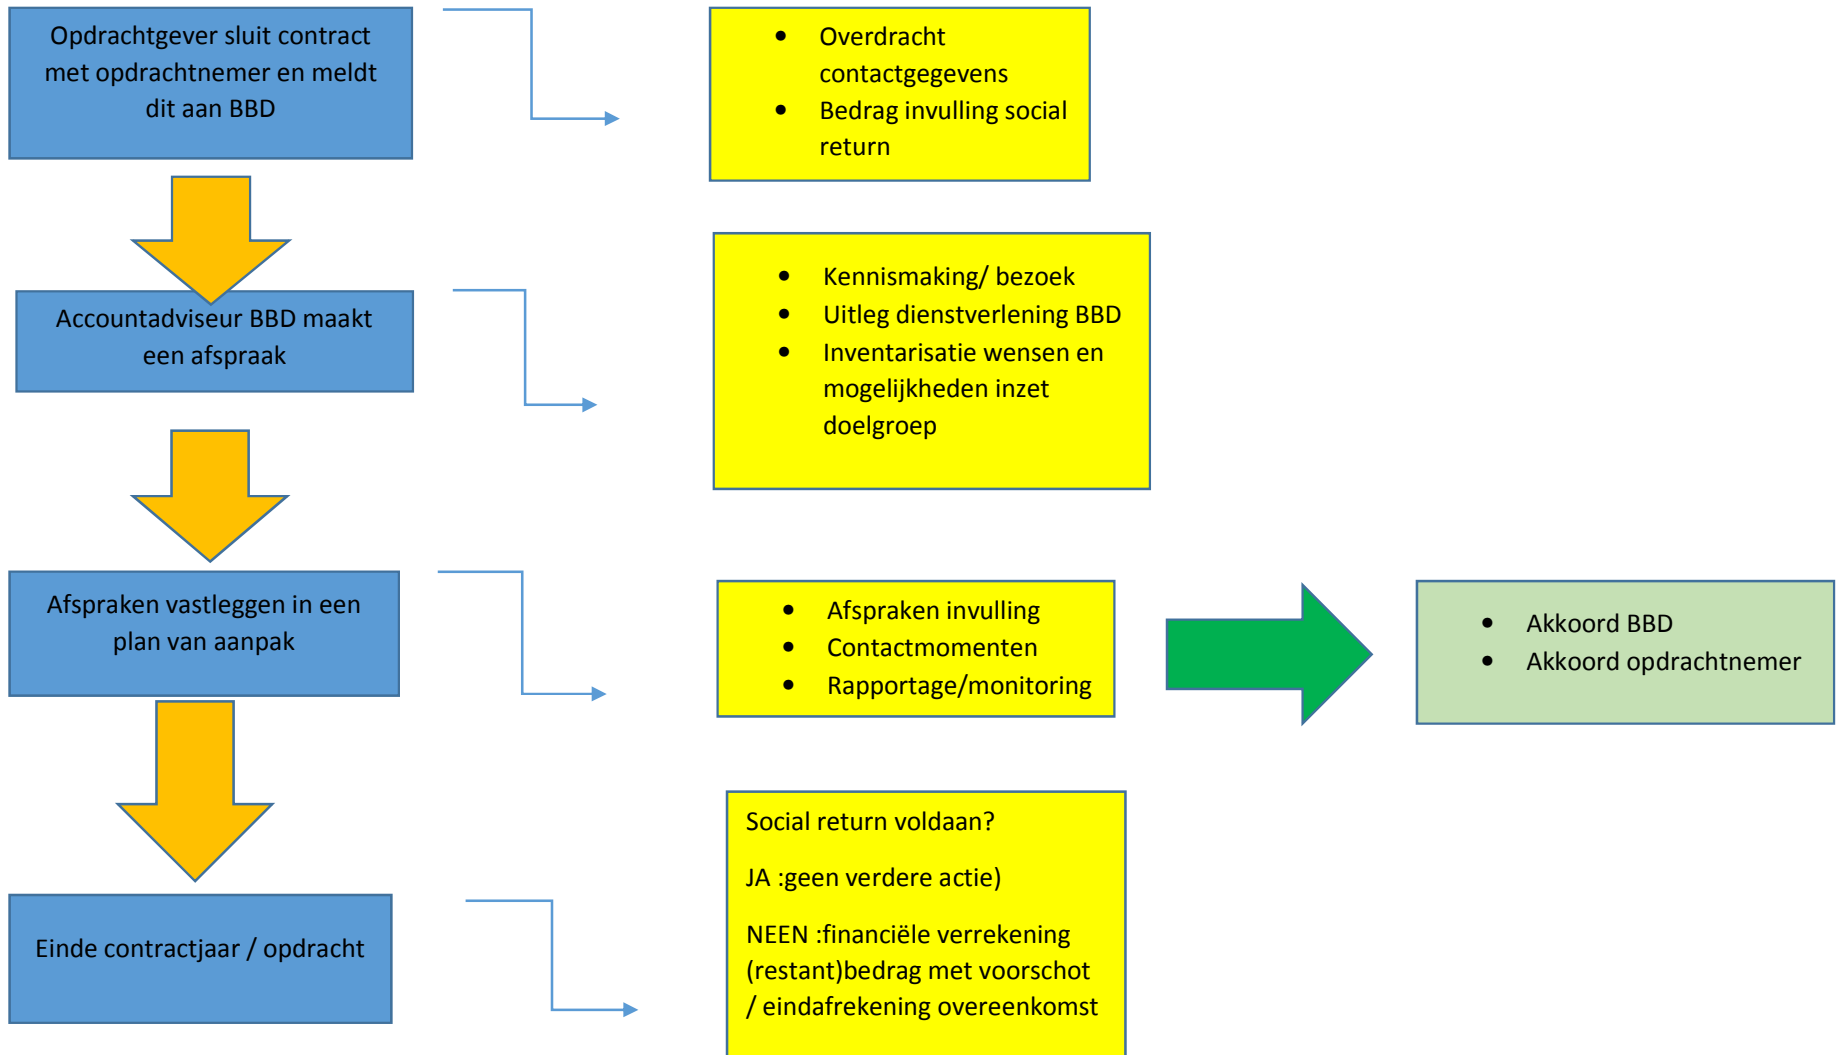 Opdrachtgever sluit contract
met opdrachtnemer en meldt
dit aan BBD
• Overdracht
contactgegevens
• Bedrag invulling social
return
Accountadviseur BBD maakt
een afspraak
• Kennismaking/ bezoek
• Uitleg dienstverlening BBD
• Inventarisatie wensen en
mogelijkheden inzet
doelgroep
Afspraken vastleggen in een
plan van aanpak
• Afspraken invulling
• Contactmomenten
• Rapportage/monitoring
• Akkoord BBD
• Akkoord opdrachtnemer
Einde contractjaar / opdracht
Social return voldaan?
JA :geen verdere actie)
NEEN :financiële verrekening
(restant)bedrag met voorschot
/ eindafrekening overeenkomst